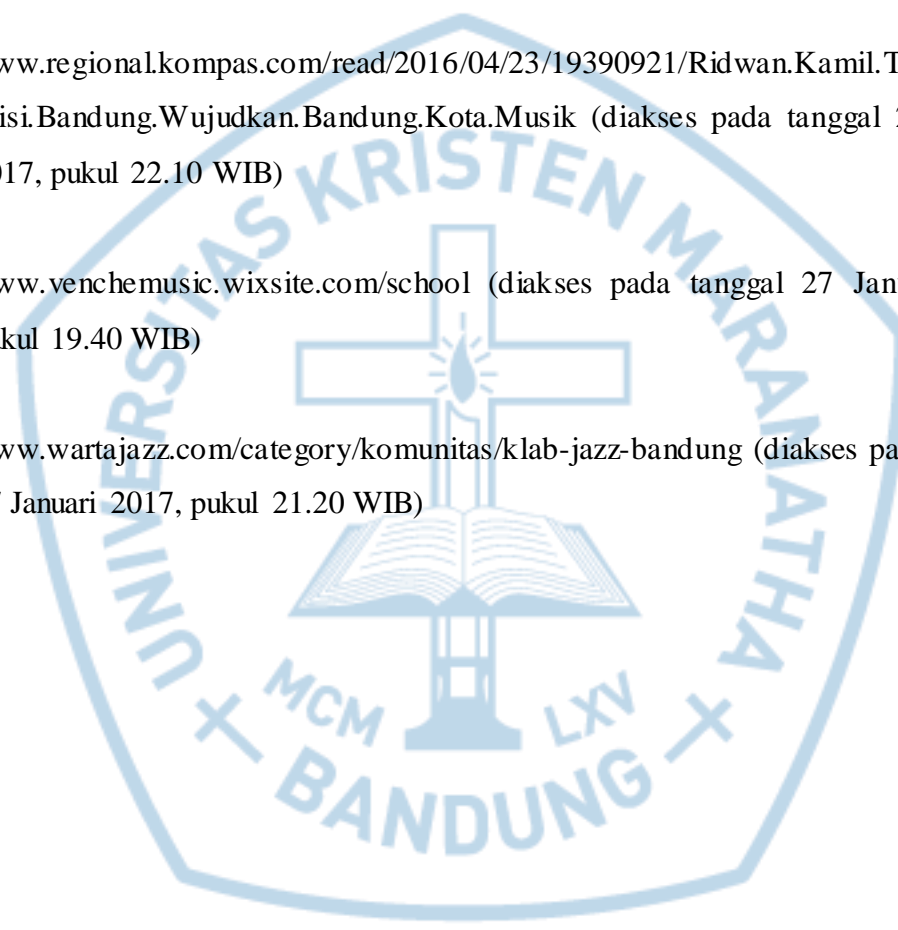 ww.regional.kompas.com/read/2016/04/23/19390921/Ridwan.Kamil.T
isi.Bandung.Wujudkan.Bandung.Kota.Musik (diakses pada tanggal 2
017, pukul 22.10 WIB)
ww.venchemusic.wixsite.com/school (diakses pada tanggal 27 Janu
kul 19.40 WIB)
ww.wartajazz.com/category/komunitas/klab-jazz-bandung (diakses pa
7 Januari 2017, pukul 21.20 WIB)
UNIVERSITAS KRISTEN MARANATHA
MCM LXV
BANDUNG